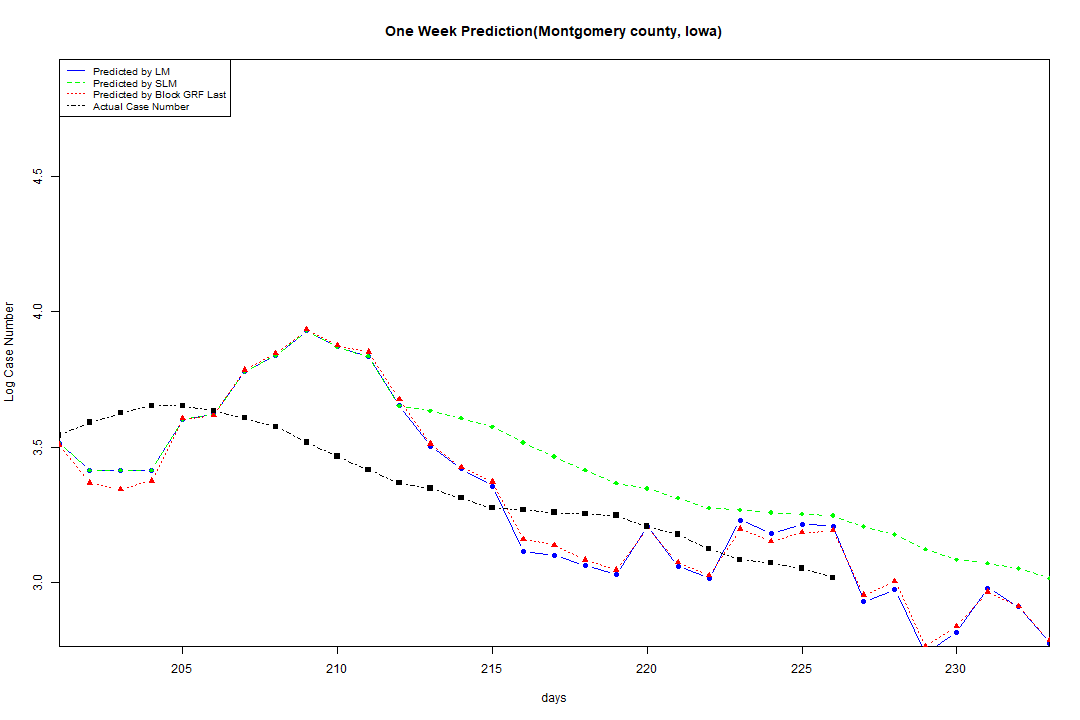 One Week Prediction(Montgomery county, Iowa)
Predicted by LM
Predicted by SLM
Predicted by Block GRF Last
Actual Case Number
4.5
4.0
3.5
3.0
Log Case Number
205 210 215 220 225 230
days